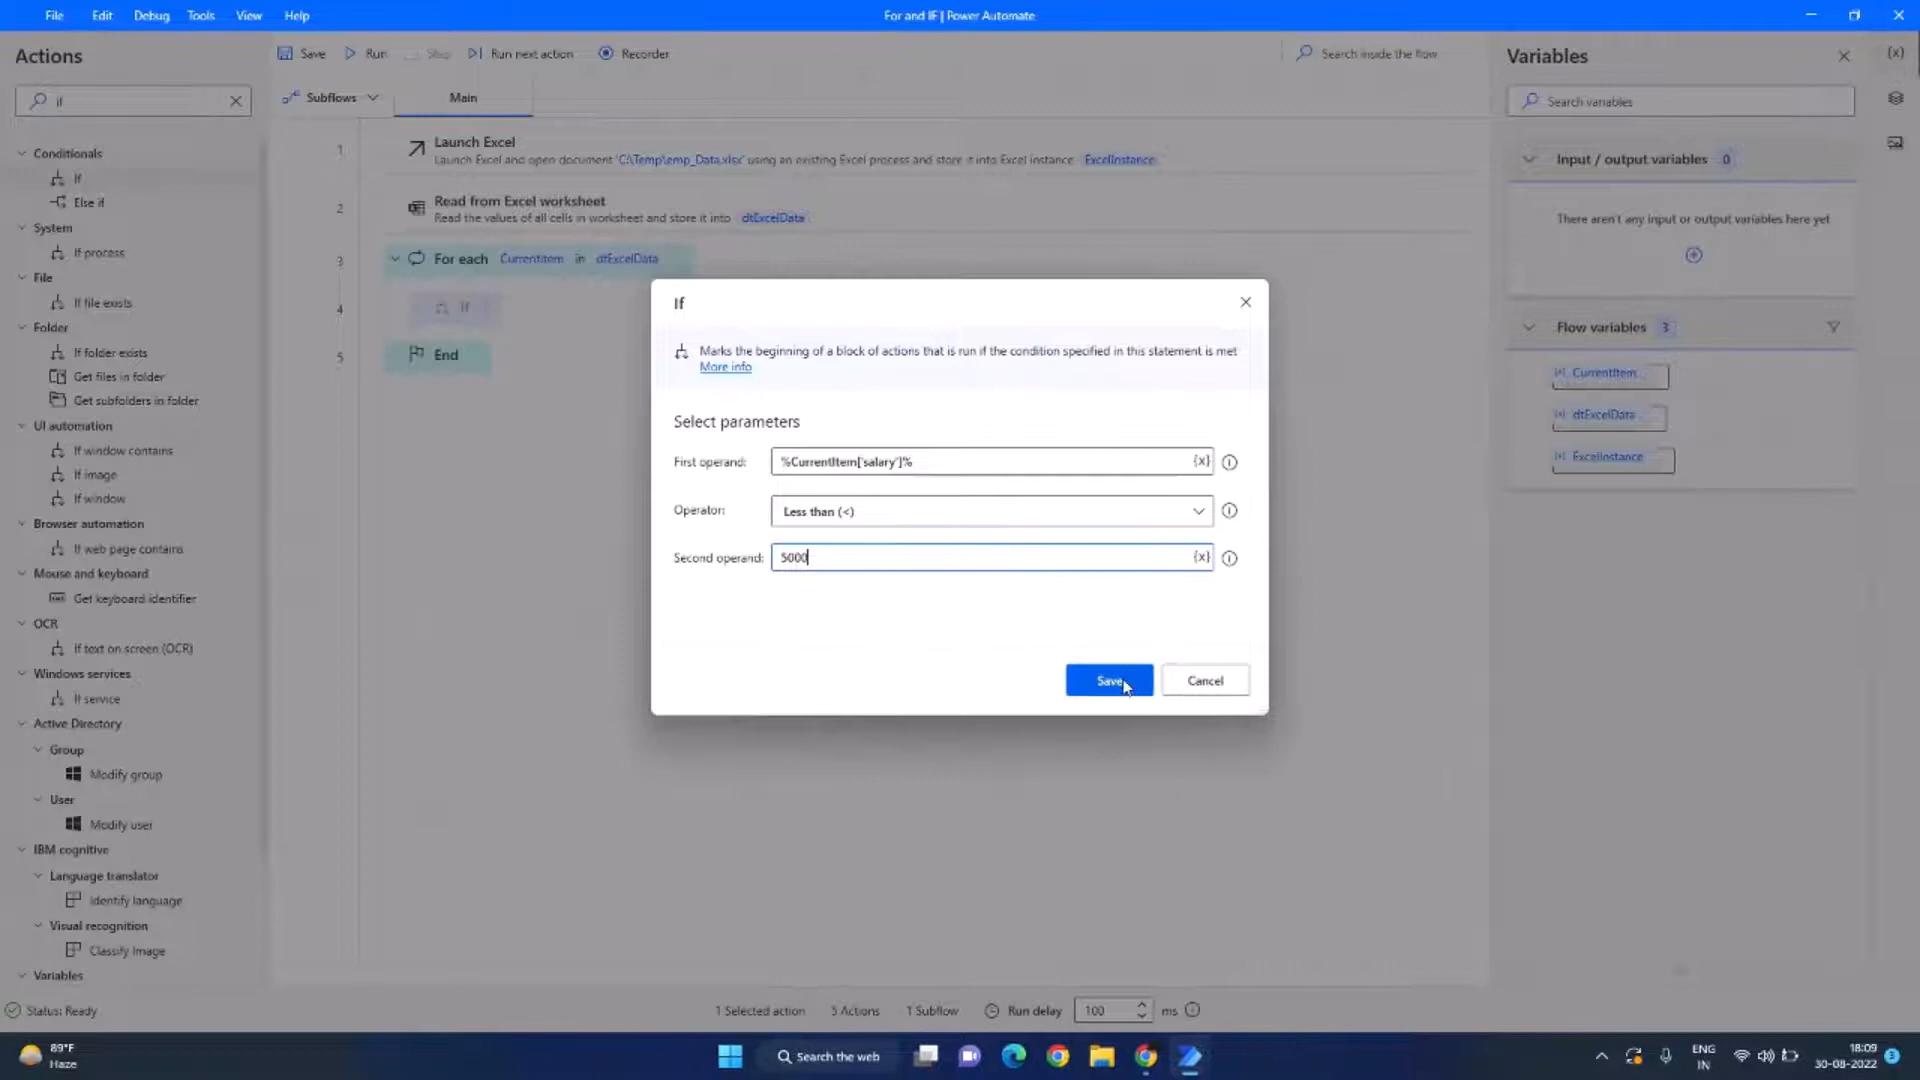 File Edit Debug Tools View Help
For and IF | Power Automate
Actions
if
Conditionals
If
Else if
System
If process
File
If file exists
Folder
If folder exists
Get files in folder
Get subfolders in folder
UI automation
If window contains
If image
If window
Browser automation
If web page contains
Mouse and keyboard
Get keyboard identifier
OCR
If text on screen (OCR)
Windows services
If service
Active Directory
Group
Modify group
User
Modify user
IBM cognitive
Language translator
Identify language
Visual recognition
Classify image
Variables
Save Run Stop Run next action Recorder
Search inside the flow
Subflows Main
1 Launch Excel
Launch Excel and open document 'C:\Temp\emp_Data.xlsx' using an existing Excel process and store it into Excel instance ExcelInstance
2 Read from Excel worksheet
Read the values of all cells in worksheet and store it into dtExcelData
3 For each CurrentItem in dtExcelData
4 If
5 End
If
Marks the beginning of a block of actions that is run if the condition specified in this statement is met
More info
Select parameters
First operand: %CurrentItem['salary']% {x}
Operator: Less than (<)
Second operand: 5000 {x}
Save Cancel
Variables
{x}
Search variables
Input / output variables 0
There aren't any input or output variables here yet
Flow variables 3
(x) CurrentItem
(x) dtExcelData
(x) ExcelInstance
Status: Ready
1 Selected action 5 Actions 1 Subflow Run delay 100 ms
89°F
Haze
Search the web
ENG
IN
18:09
30-08-2022
3